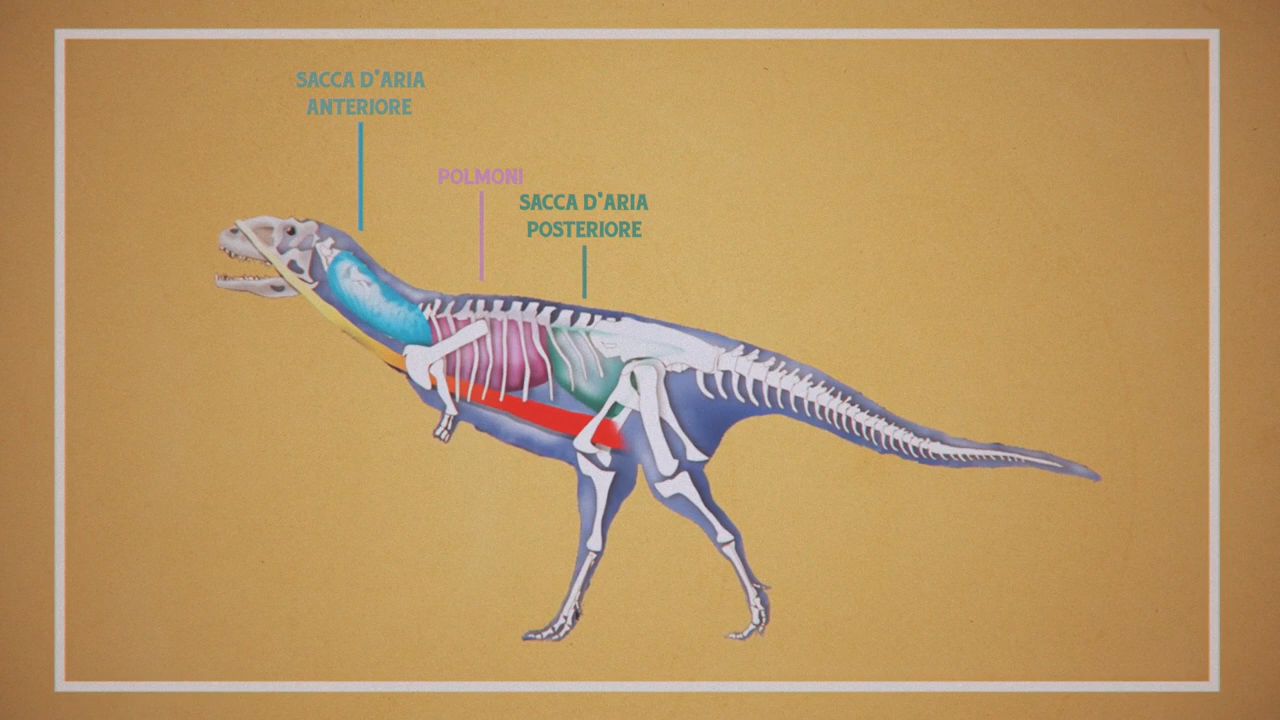 SACCA D'ARIA
ANTERIORE
POLMONI
SACCA D'ARIA
POSTERIORE